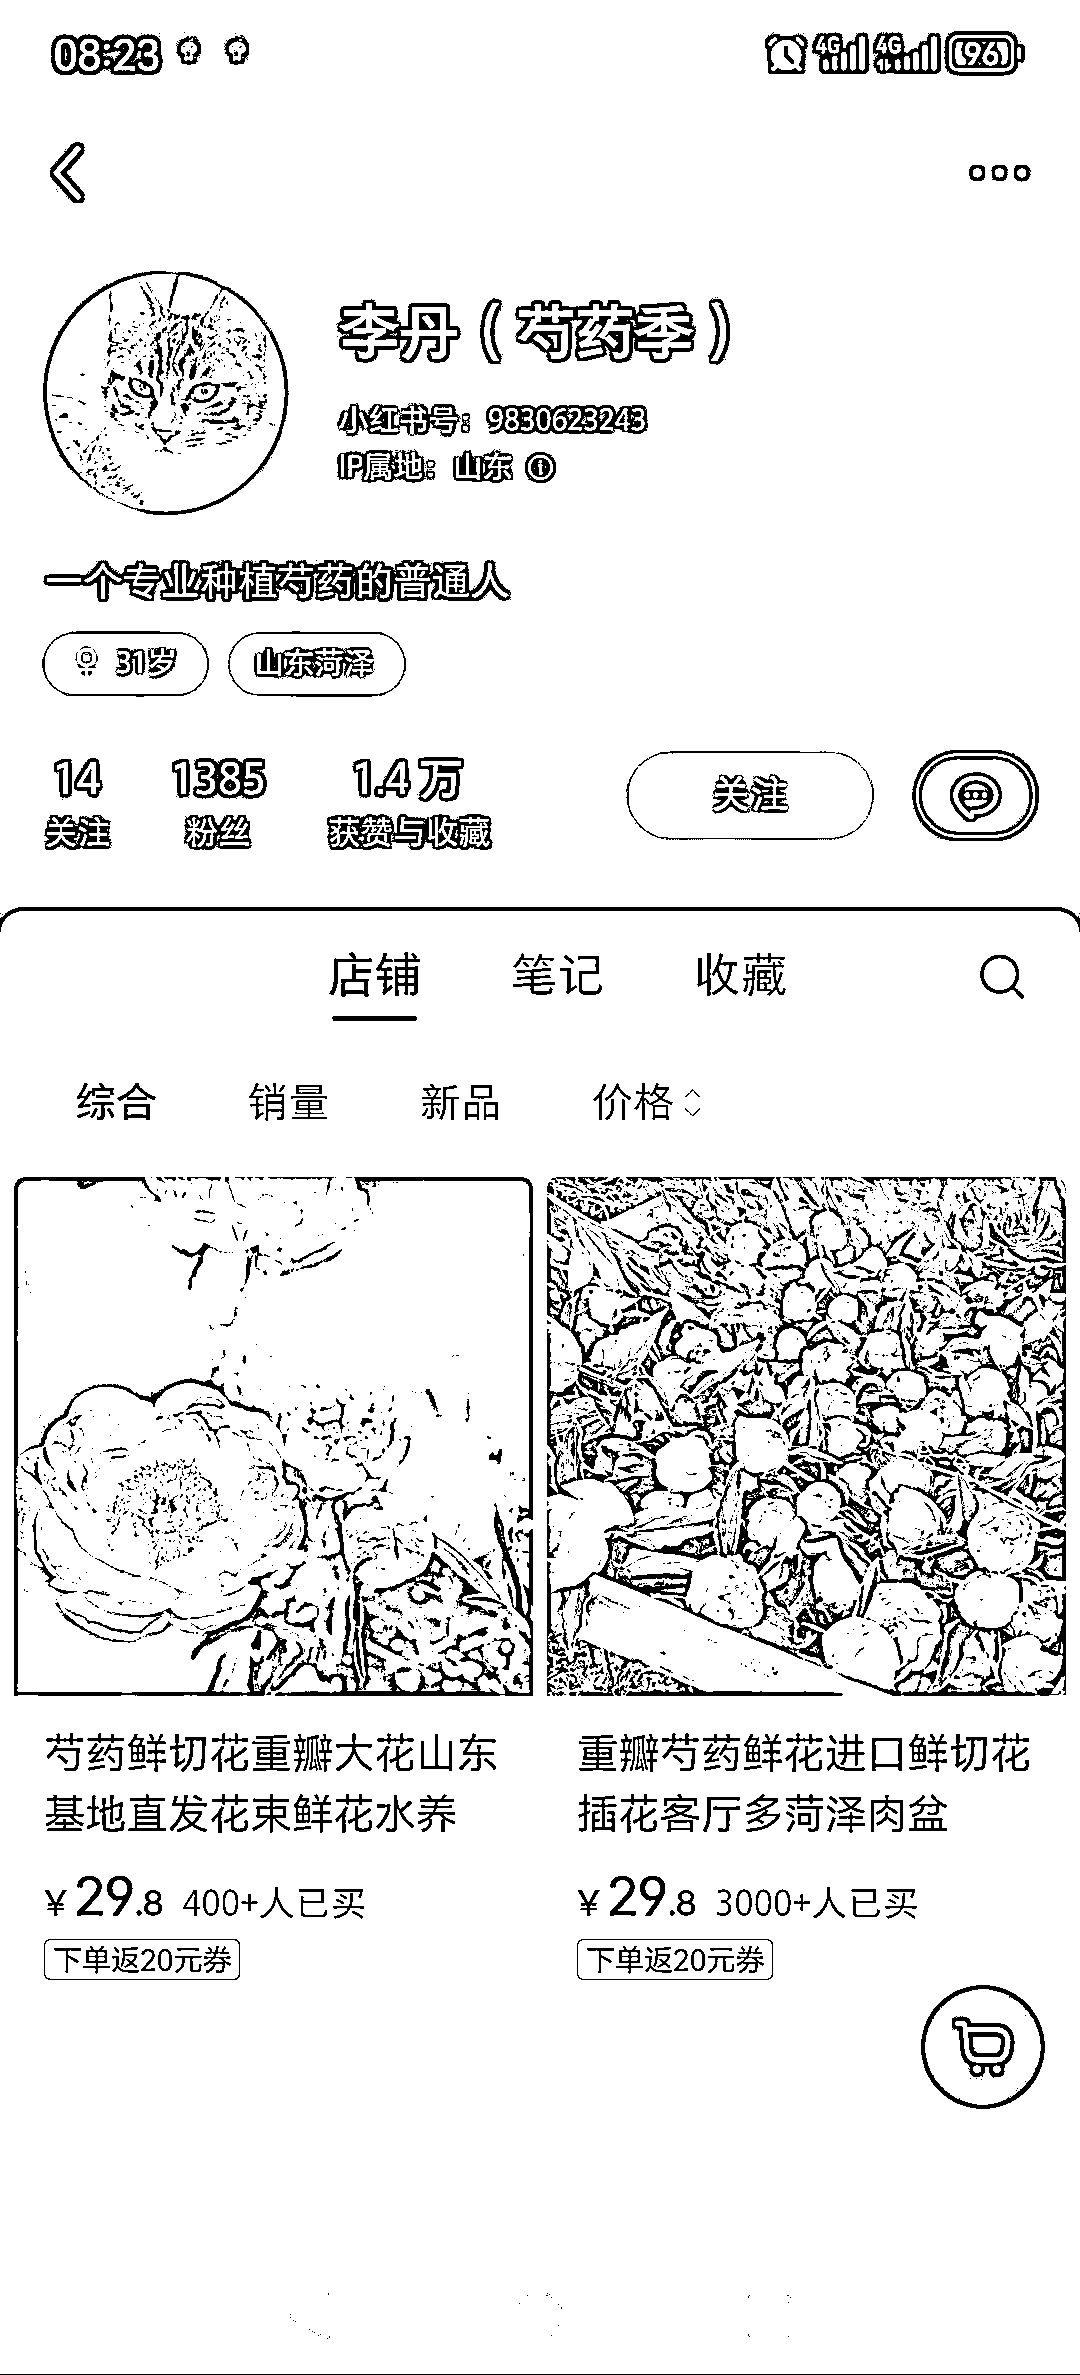 08:23
4G 4G 96
李丹（芍药季）
小红书号：9830623243
IP属地：山东
一个专业种植芍药的普通人
31岁 山东菏泽
14 1385 1.4万
关注 粉丝 获赞与收藏
关注
店铺 笔记 收藏
综合 销量 新品 价格
芍药鲜切花重瓣大花山东
基地直发花束鲜花水养
¥29.8 400+人已买
下单返20元券
重瓣芍药鲜花进口鲜切花
插花客厅多菏泽肉盆
¥29.8 3000+人已买
下单返20元券